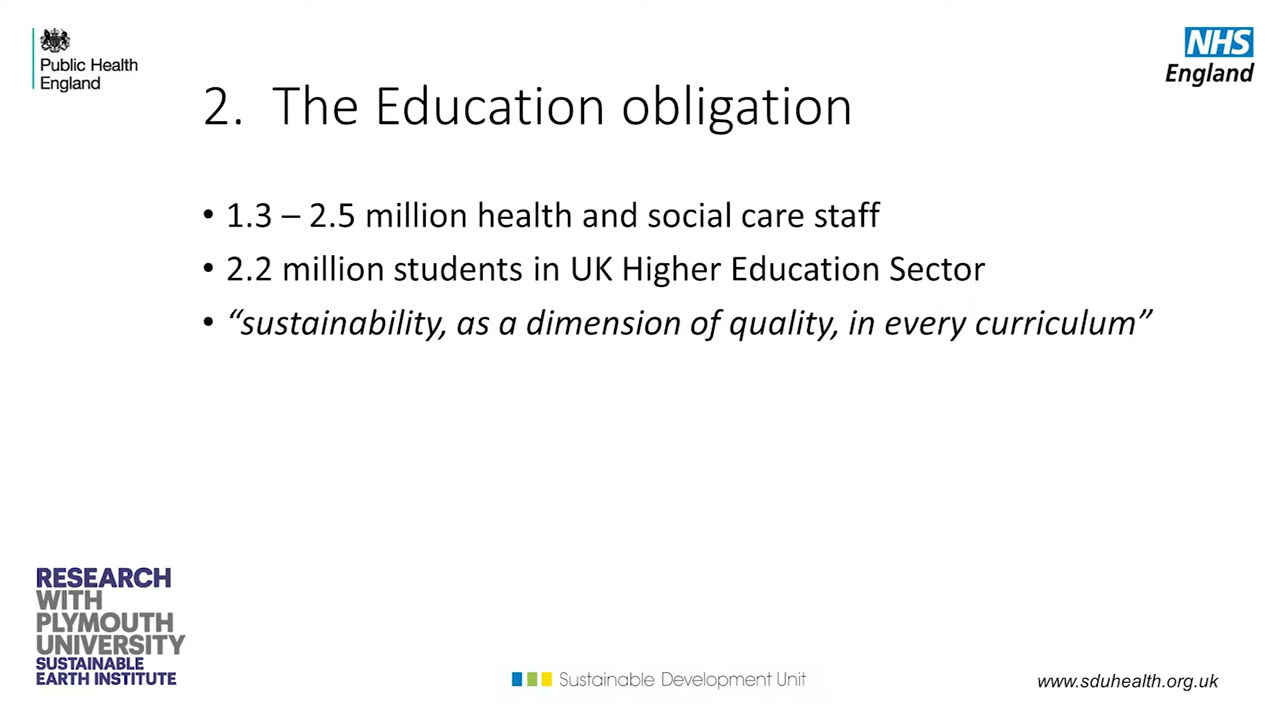 Public Health
England
NHS
England
2. The Education obligation
• 1.3 – 2.5 million health and social care staff
• 2.2 million students in UK Higher Education Sector
• “sustainability, as a dimension of quality, in every curriculum”
RESEARCH
WITH
PLYMOUTH
UNIVERSITY
SUSTAINABLE
EARTH INSTITUTE
Sustainable Development Unit
www.sduhealth.org.uk